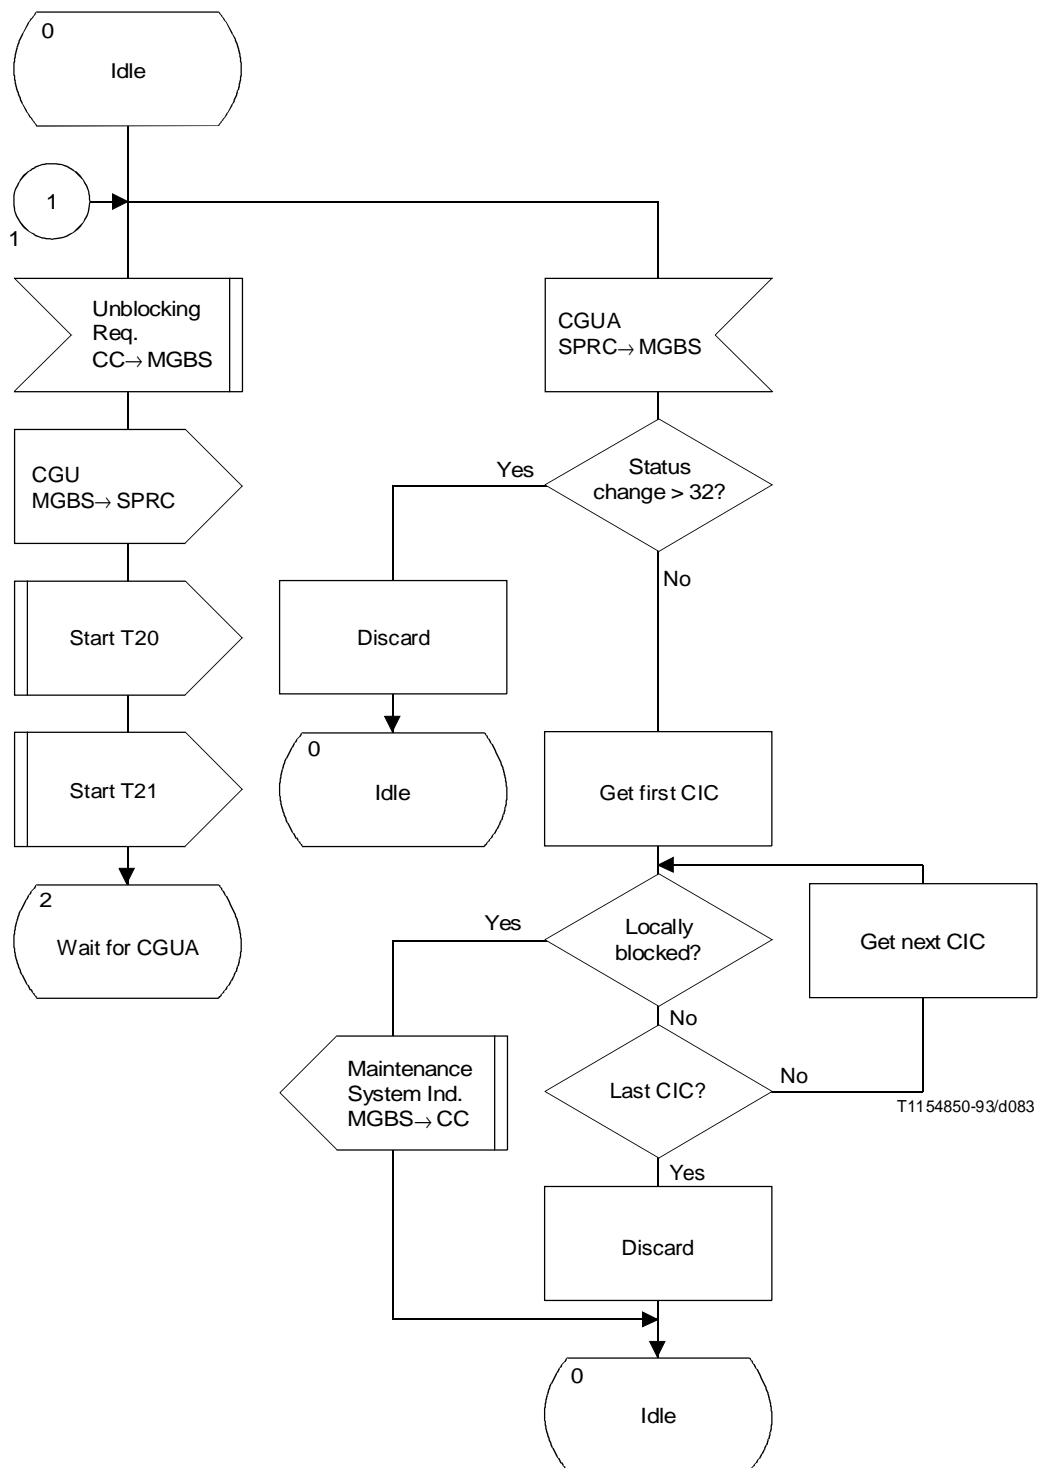 0
Idle
1
1
Unblocking
Req.
CC→ MGBS
CGUA
SPRC→ MGBS
CGU
MGBS→ SPRC
Yes
Status
change > 32?
No
Start T20
Discard
Start T21
0
Idle
Get first CIC
2
Wait for CGUA
Yes
Locally
blocked?
Get next CIC
No
Maintenance
System Ind.
MGBS→ CC
Last CIC?
No
T1154850-93/d083
Yes
Discard
0
Idle